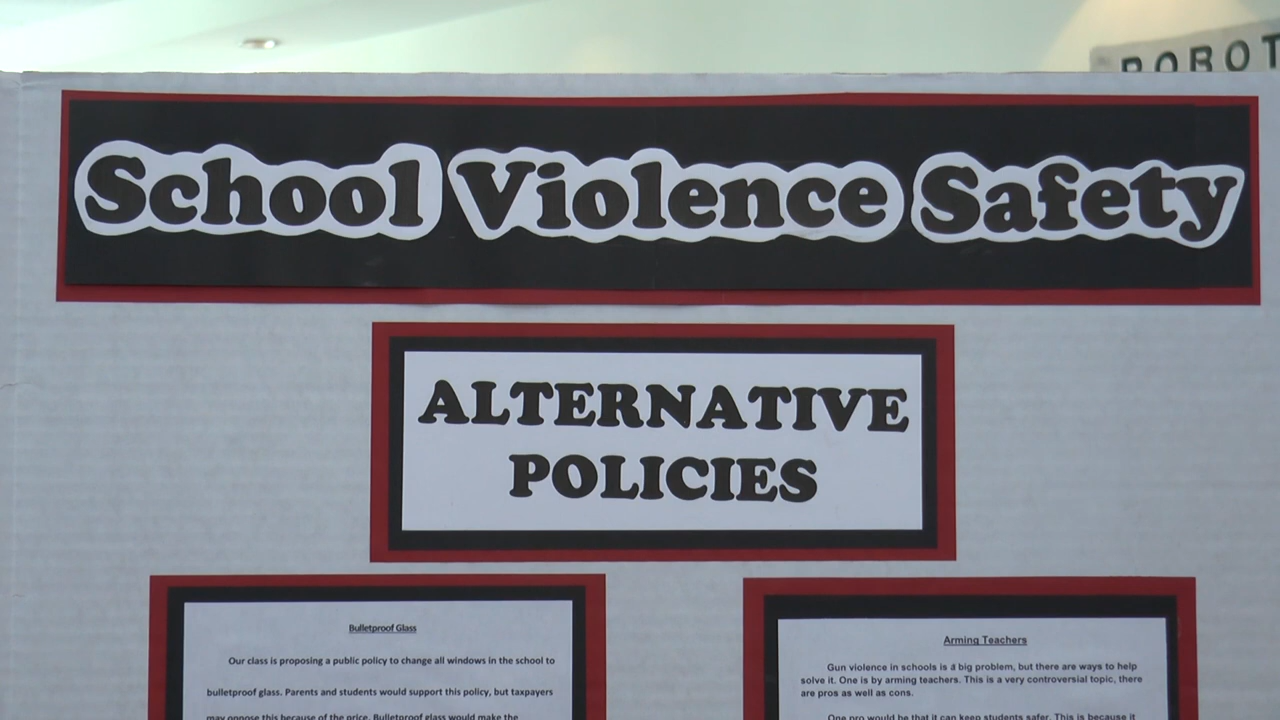 ROBOT
School Violence Safety
ALTERNATIVE
POLICIES
Bulletproof Glass
Our class is proposing a public policy to change all windows in the school to
bulletproof glass. Parents and students would support this policy, but taxpayers
may oppose this because of the price. Bulletproof glass would make the
Arming Teachers
Gun violence in schools is a big problem, but there are ways to help
solve it. One is by arming teachers. This is a very controversial topic, there
are pros as well as cons.
One pro would be that it can keep students safer. This is because it